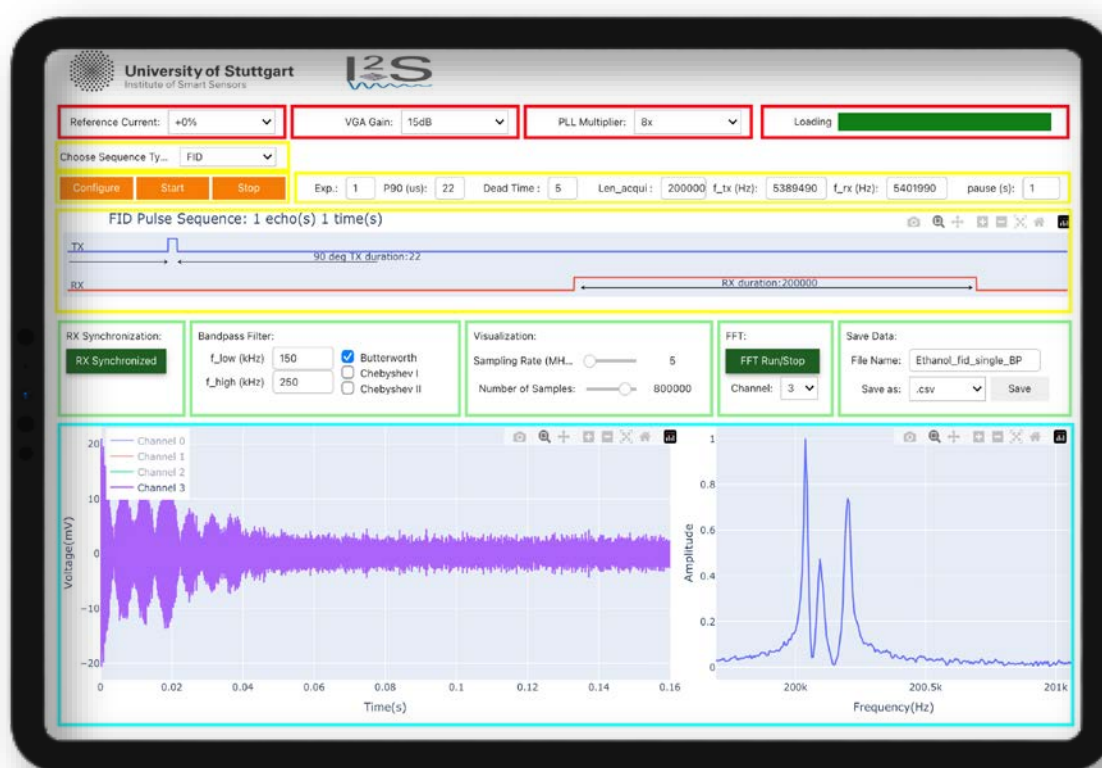 University of Stuttgart
Institute of Smart Sensors
I2S
Reference Current: +0%
VGA Gain: 15dB
PLL Multiplier: 8x
Loading
Choose Sequence Ty... FID
Configure Start Stop
Exp.: 1 P90 (us): 22 Dead Time : 5 Len_acqui : 200000 f_tx (Hz): 5389490 f_rx (Hz): 5401990 pause (s): 1
FID Pulse Sequence: 1 echo(s) 1 time(s)
TX
90 deg TX duration:22
RX
RX duration:200000
RX Synchronization:
RX Synchronized
Bandpass Filter:
f_low (kHz) 150
f_high (kHz) 250
Butterworth
Chebyshev I
Chebyshev II
Visualization:
Sampling Rate (MH... 5
Number of Samples: 800000
FFT:
FFT Run/Stop
Channel: 3
Save Data:
File Name: Ethanol_fid_single_BP
Save as: .csv Save
Channel 0
Channel 1
Channel 2
Channel 3
Voltage(mV)
20
10
0
−10
−20
0 0.02 0.04 0.06 0.08 0.1 0.12 0.14 0.16
Time(s)
Amplitude
1
0.8
0.6
0.4
0.2
0
200k 200.5k 201k
Frequency(Hz)